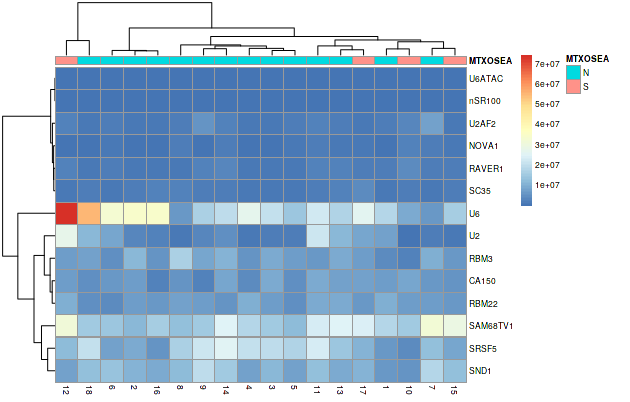 MTXOSEA
MTXOSEA
N
S
7e+07
6e+07
5e+07
4e+07
3e+07
2e+07
1e+07
U6ATAC
nSR100
U2AF2
NOVA1
RAVER1
SC35
U6
U2
RBM3
CA150
RBM22
SAM68TV1
SRSF5
SND1
12 18 6 2 16 8 9 14 4 3 5 11 13 17 1 10 7 15